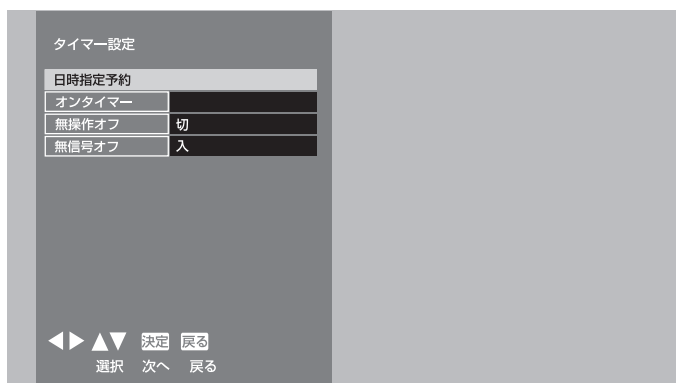 タイマー設定
日時指定予約
オンタイマー
無操作オフ 切
無信号オフ 入
◀▶ ▲▼ 決定 戻る
選択 次へ 戻る